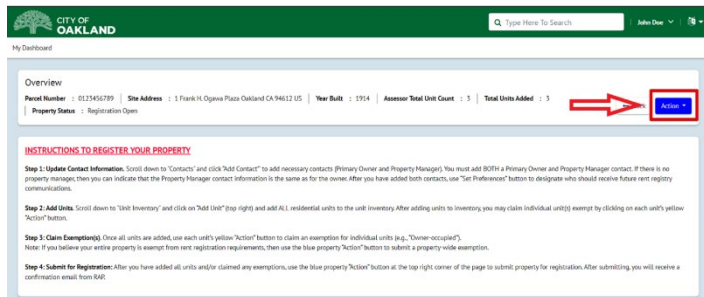 CITY OF
OAKLAND
Type Here To Search
John Doe
My Dashboard
Overview
Parcel Number : 0123456789 | Site Address : 1 Frank H. Ogawa Plaza Oakland CA 94612 US | Year Built : 1914 | Assessor Total Unit Count : 3 | Total Units Added : 3
| Property Status : Registration Open
Action
INSTRUCTIONS TO REGISTER YOUR PROPERTY
Step 1: Update Contact Information. Scroll down to "Contacts" and click "Add Contact" to add necessary contacts (Primary Owner and Property Manager). You must add BOTH a Primary Owner and Property Manager contact. If there is no
property manager, then you can indicate that the Property Manager contact information is the same as for the owner. After you have added both contacts, use "Set Preferences" button to designate who should receive future rent registry
communications.
Step 2: Add Units. Scroll down to "Unit Inventory" and click on "Add Unit" (top right) and add ALL residential units to the unit inventory. After adding units to inventory, you may claim individual unit(s) exempt by clicking on each unit's yellow
"Action" button.
Step 3: Claim Exemption(s). Once all units are added, use each unit's yellow "Action" button to claim an exemption for individual units (e.g., "Owner-occupied").
Note: If you believe your entire property is exempt from rent registration requirements, then use the blue property "Action" button to submit a property-wide exemption.
Step 4: Submit for Registration: After you have added all units and/or claimed any exemptions, use the blue property "Action" button at the top right corner of the page to submit property for registration. After submitting, you will receive a
confirmation email from RAP.